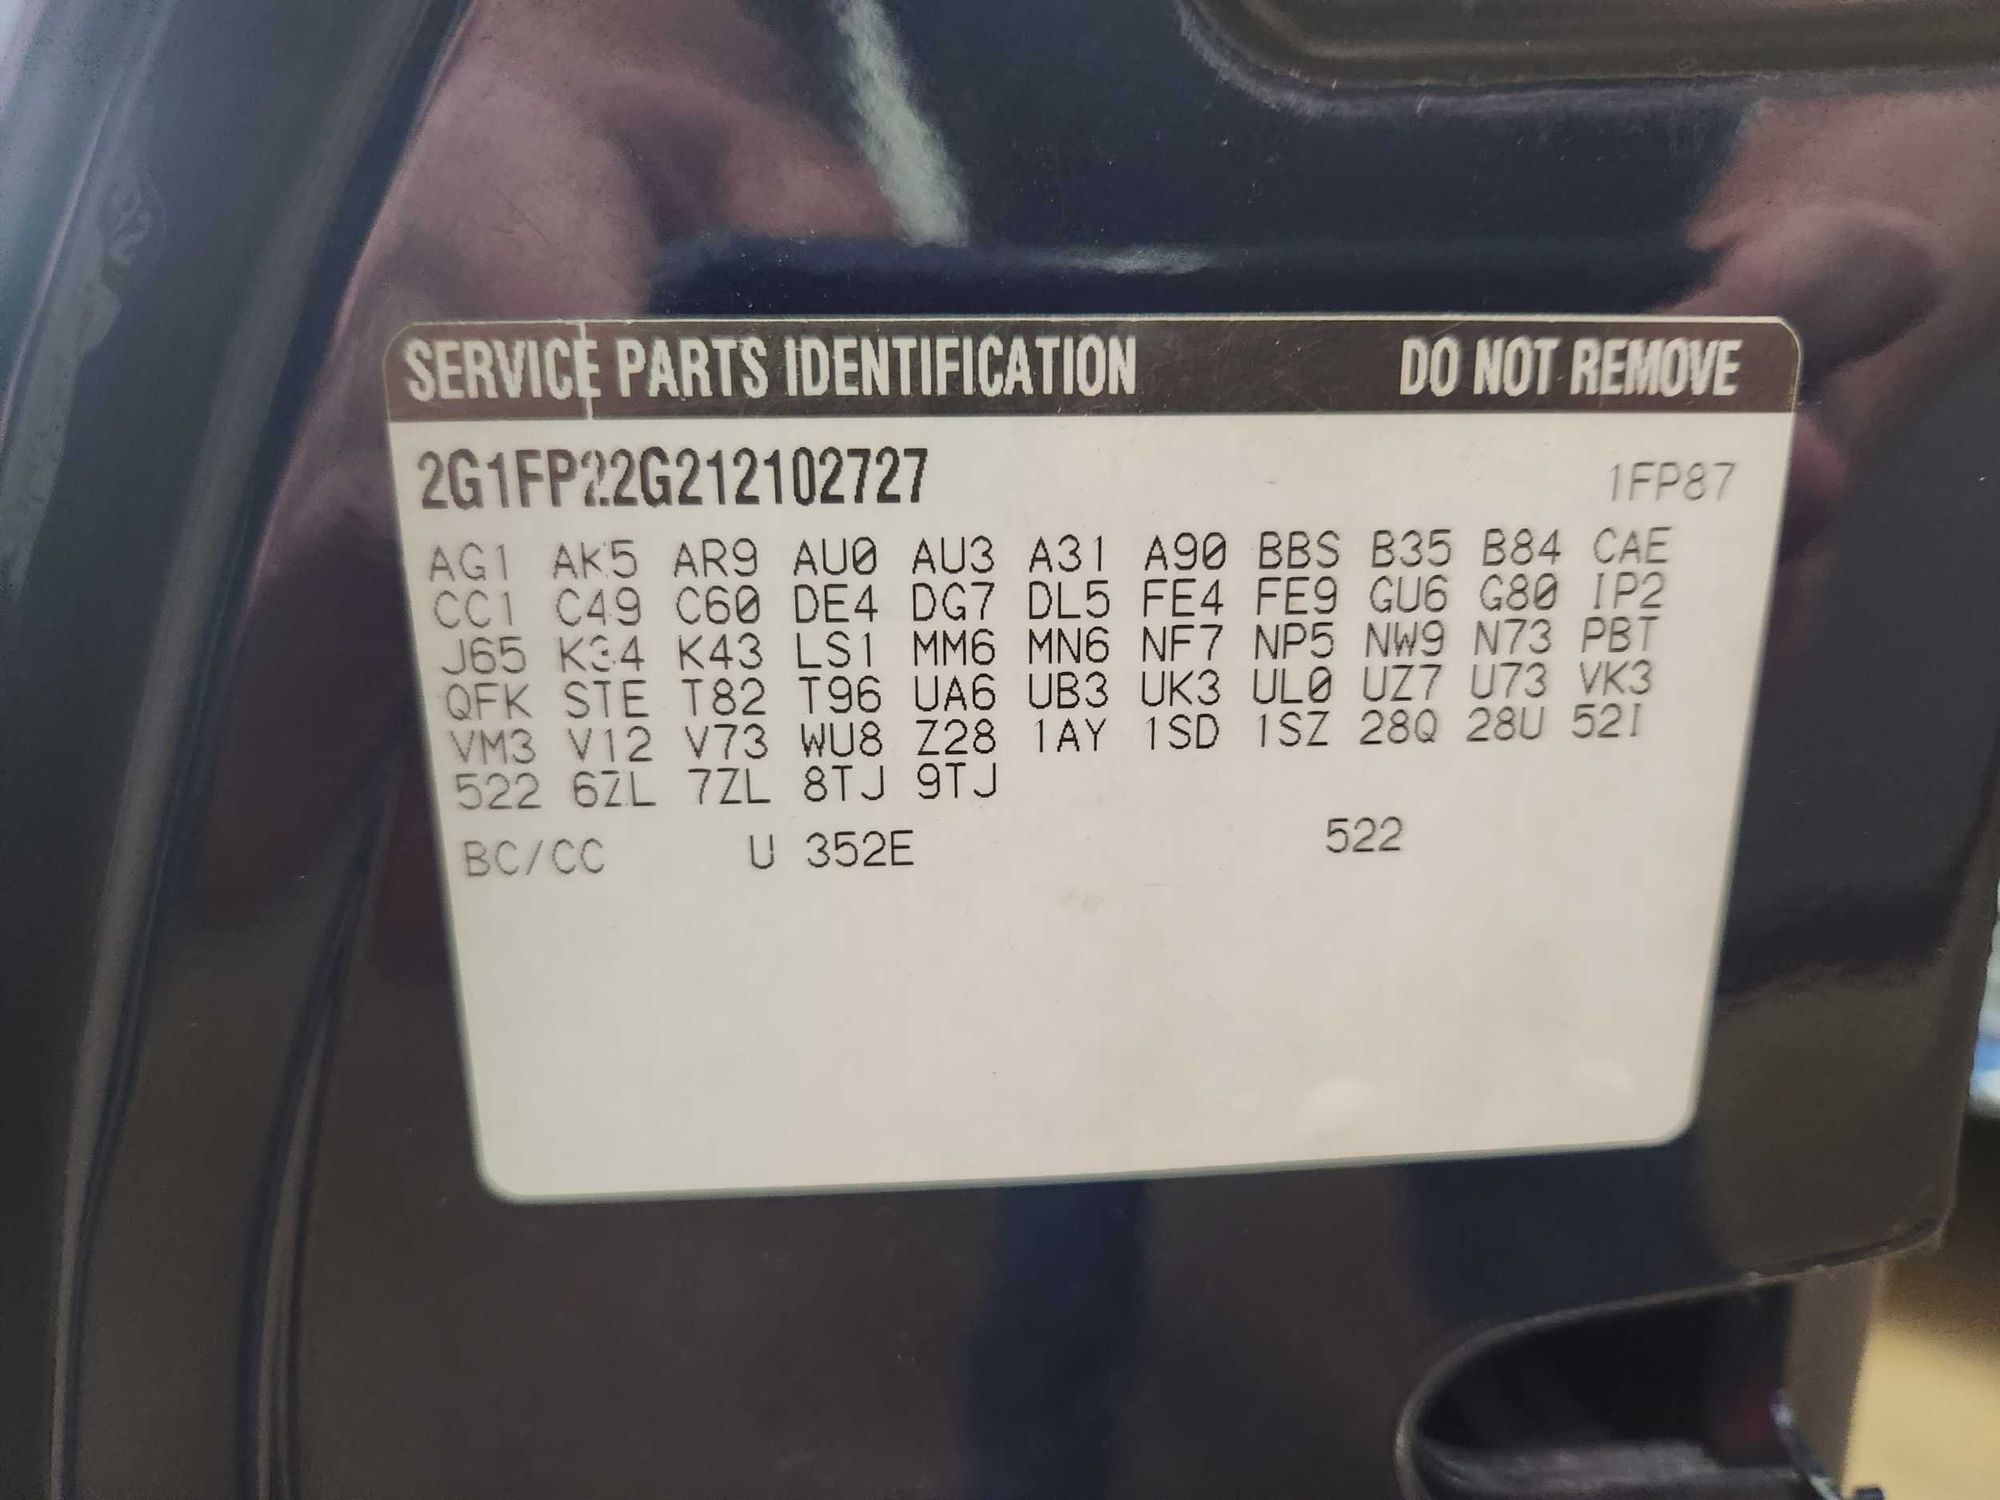 SERVICE PARTS IDENTIFICATION DO NOT REMOVE
2G1FP22G212102727 1FP87
AG1 AK5 AR9 AU0 AU3 A31 A90 BBS B35 B84 CAE
CC1 C49 C60 DE4 DG7 DL5 FE4 FE9 GU6 G80 IP2
J65 K34 K43 LS1 MM6 MN6 NF7 NP5 NW9 N73 PBT
QFK STE T82 T96 UA6 UB3 UK3 UL0 UZ7 U73 VK3
VM3 V12 V73 WU8 Z28 1AY 1SD 1SZ 28Q 28U 52I
522 6ZL 7ZL 8TJ 9TJ
BC/CC U 352E 522